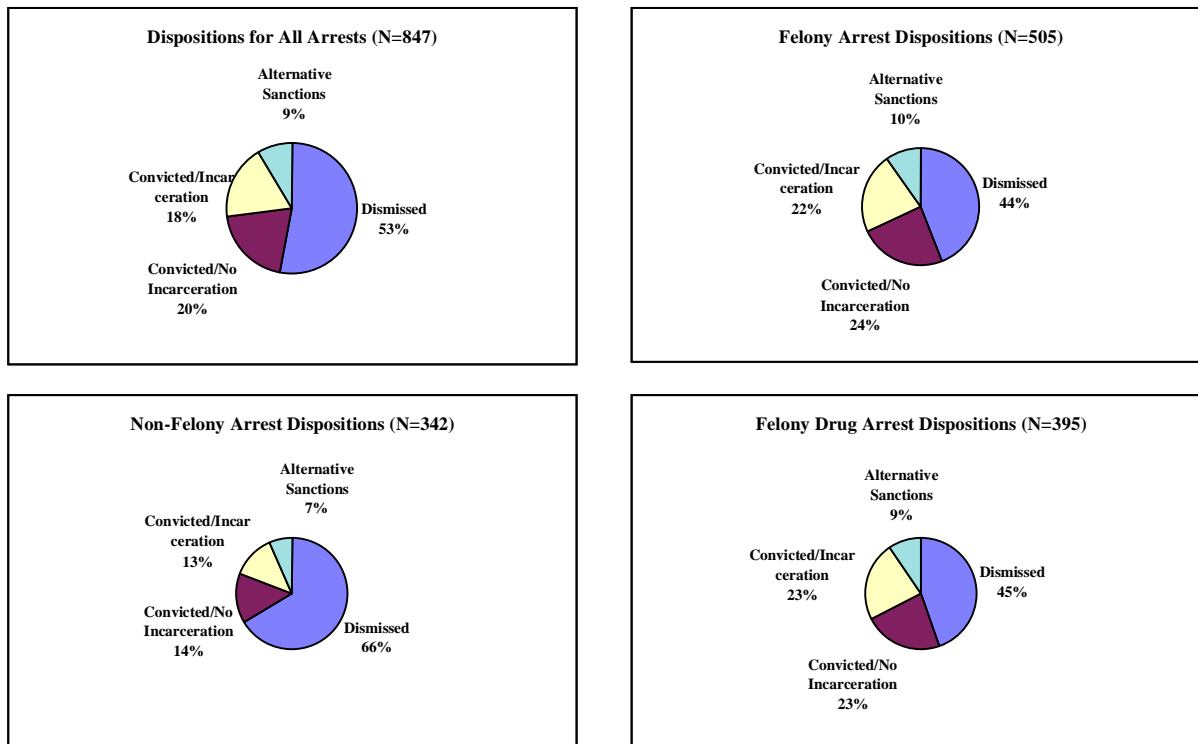 Dispositions for All Arrests (N=847)
Alternative
Sanctions
9%
Convicted/Incar
ceration
18%
Dismissed
53%
Convicted/No
Incarceration
20%
Felony Arrest Dispositions (N=505)
Alternative
Sanctions
10%
Convicted/Incar
ceration
22%
Dismissed
44%
Convicted/No
Incarceration
24%
Non-Felony Arrest Dispositions (N=342)
Alternative
Sanctions
7%
Convicted/Incar
ceration
13%
Convicted/No
Incarceration
14%
Dismissed
66%
Felony Drug Arrest Dispositions (N=395)
Alternative
Sanctions
9%
Convicted/Incar
ceration
23%
Dismissed
45%
Convicted/No
Incarceration
23%